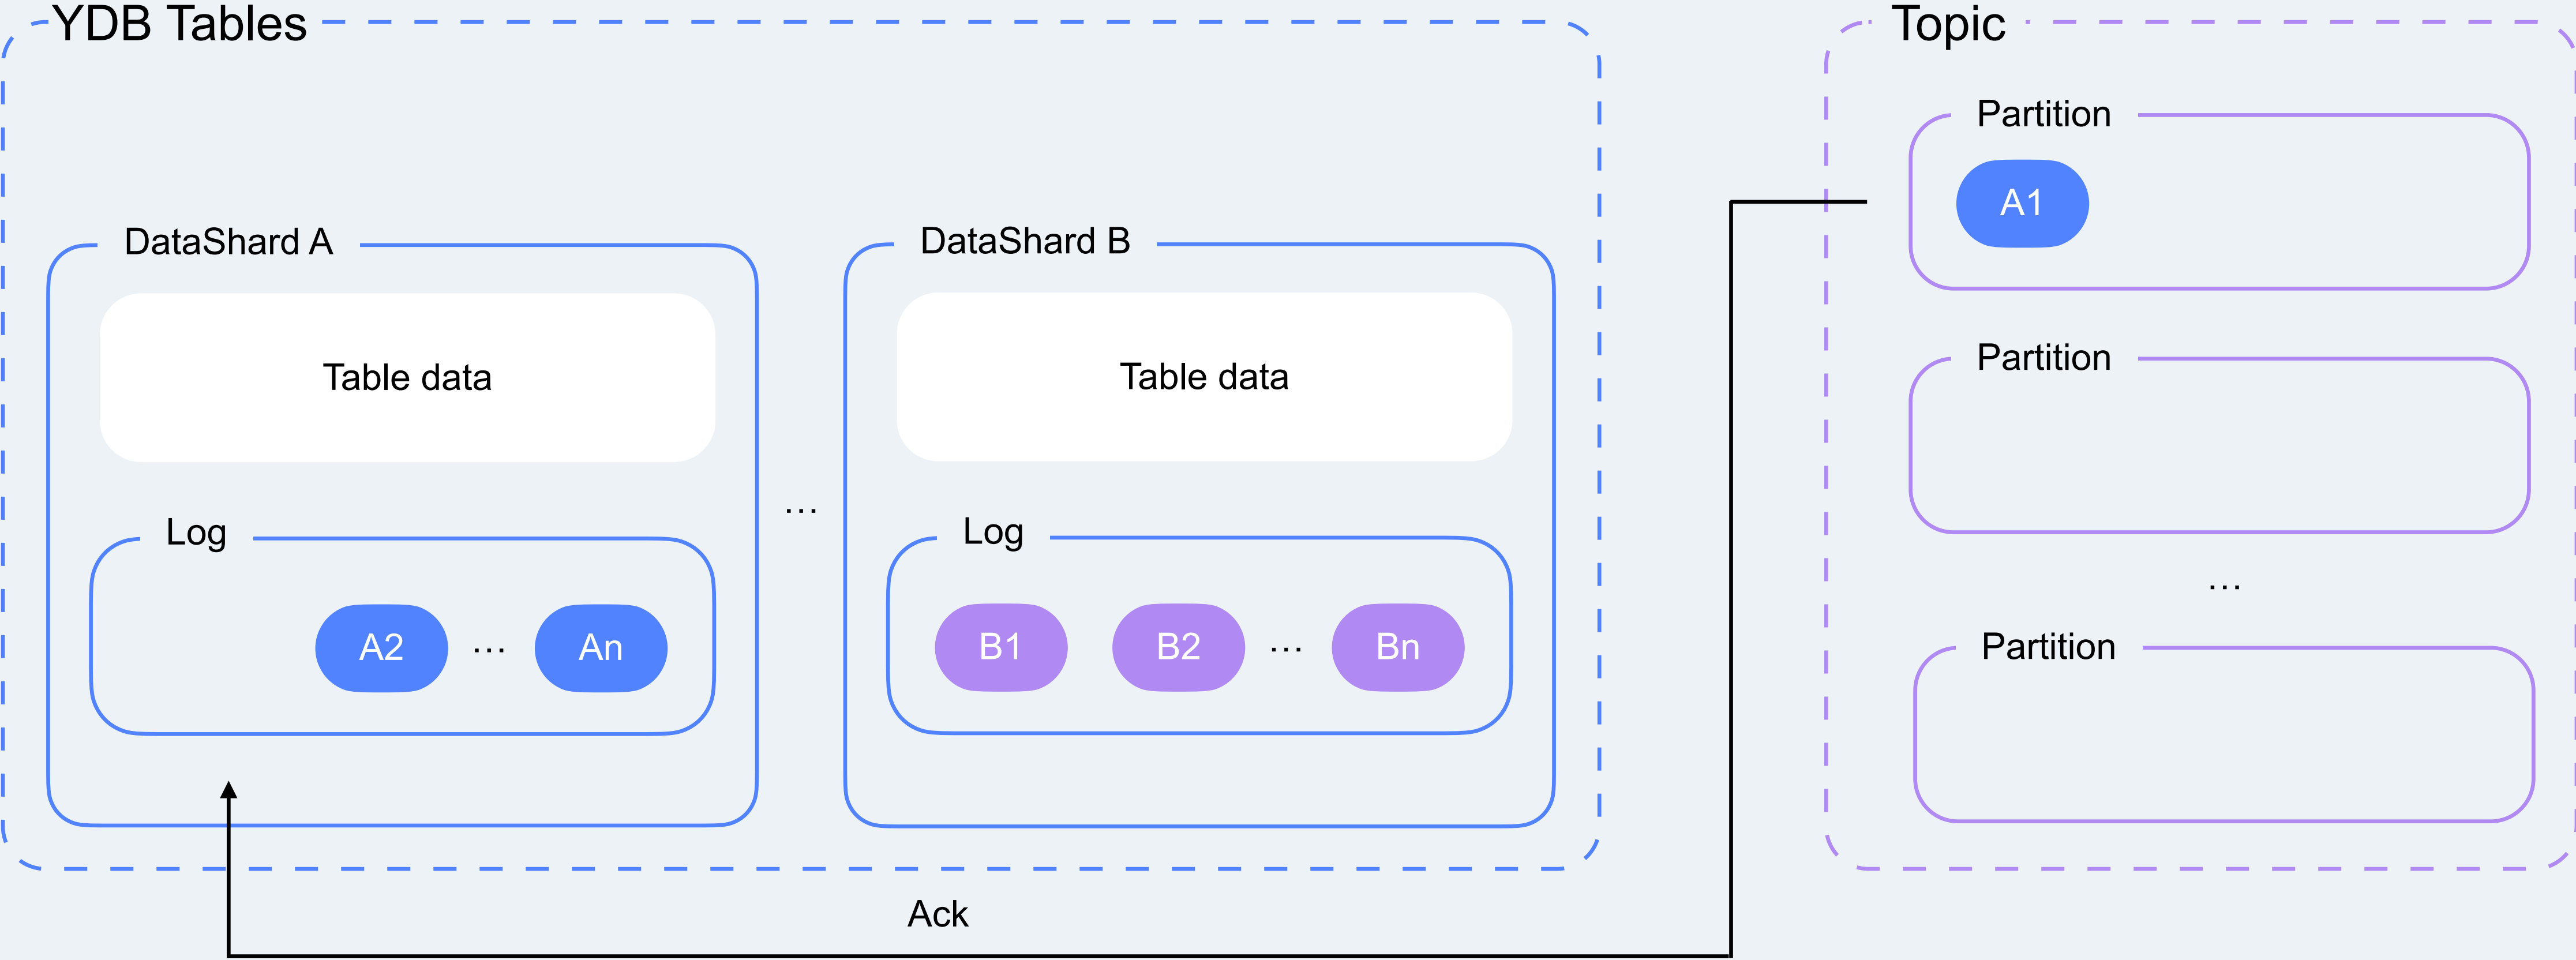 YDB Tables
DataShard A
Table data
Log
A2 ... An
...
DataShard B
Table data
Log
B1 B2 ... Bn
Ack
Topic
Partition
A1
Partition
...
Partition